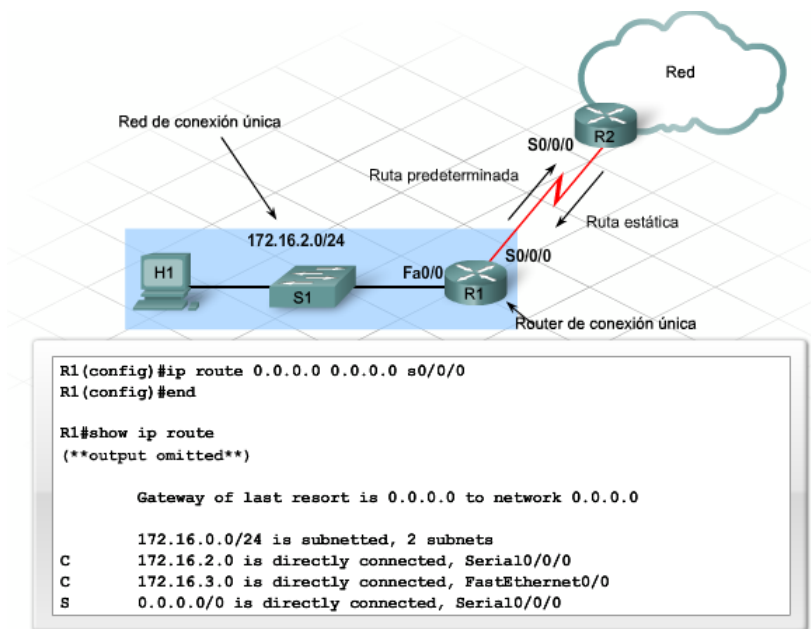 Red
R2
S0/0/0
Red de conexión única
Ruta predeterminada
Ruta estática
172.16.2.0/24
S0/0/0
H1
Fa0/0
S1
R1
Router de conexión única
R1(config)#ip route 0.0.0.0 0.0.0.0 s0/0/0
R1(config)#end
R1#show ip route
(**output omitted**)
Gateway of last resort is 0.0.0.0 to network 0.0.0.0
172.16.0.0/24 is subnetted, 2 subnets
C 172.16.2.0 is directly connected, Serial0/0/0
C 172.16.3.0 is directly connected, FastEthernet0/0
S 0.0.0.0/0 is directly connected, Serial0/0/0